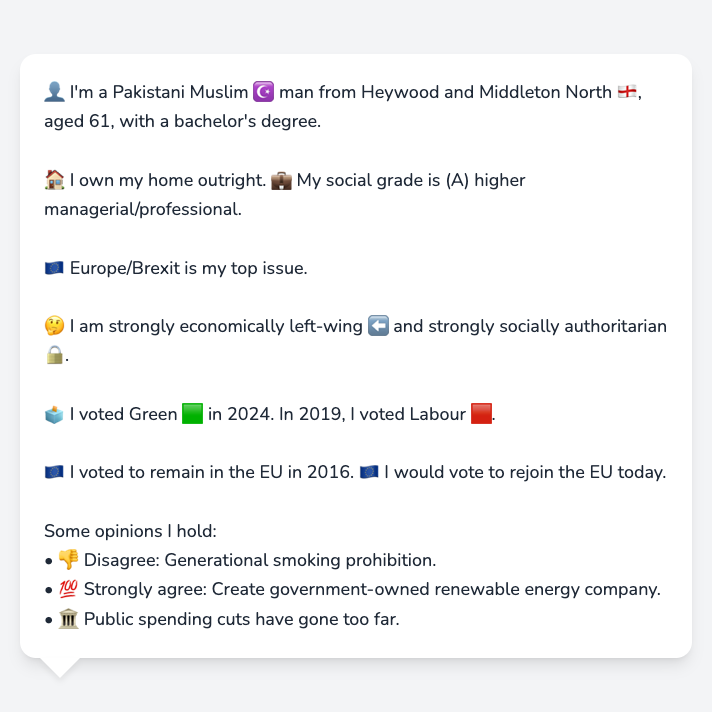 👤 I'm a Pakistani Muslim ☪️ man from Heywood and Middleton North 🏴󠁧󠁢󠁥󠁮󠁧󠁿,
aged 61, with a bachelor's degree.
🏠 I own my home outright. 💼 My social grade is (A) higher
managerial/professional.
🇪🇺 Europe/Brexit is my top issue.
🤔 I am strongly economically left-wing ⬅️ and strongly socially authoritarian
🔒.
🗳️ I voted Green 🟩 in 2024. In 2019, I voted Labour 🟥.
🇪🇺 I voted to remain in the EU in 2016. 🇪🇺 I would vote to rejoin the EU today.
Some opinions I hold:
• 👎 Disagree: Generational smoking prohibition.
• 💯 Strongly agree: Create government-owned renewable energy company.
• 🏛️ Public spending cuts have gone too far.